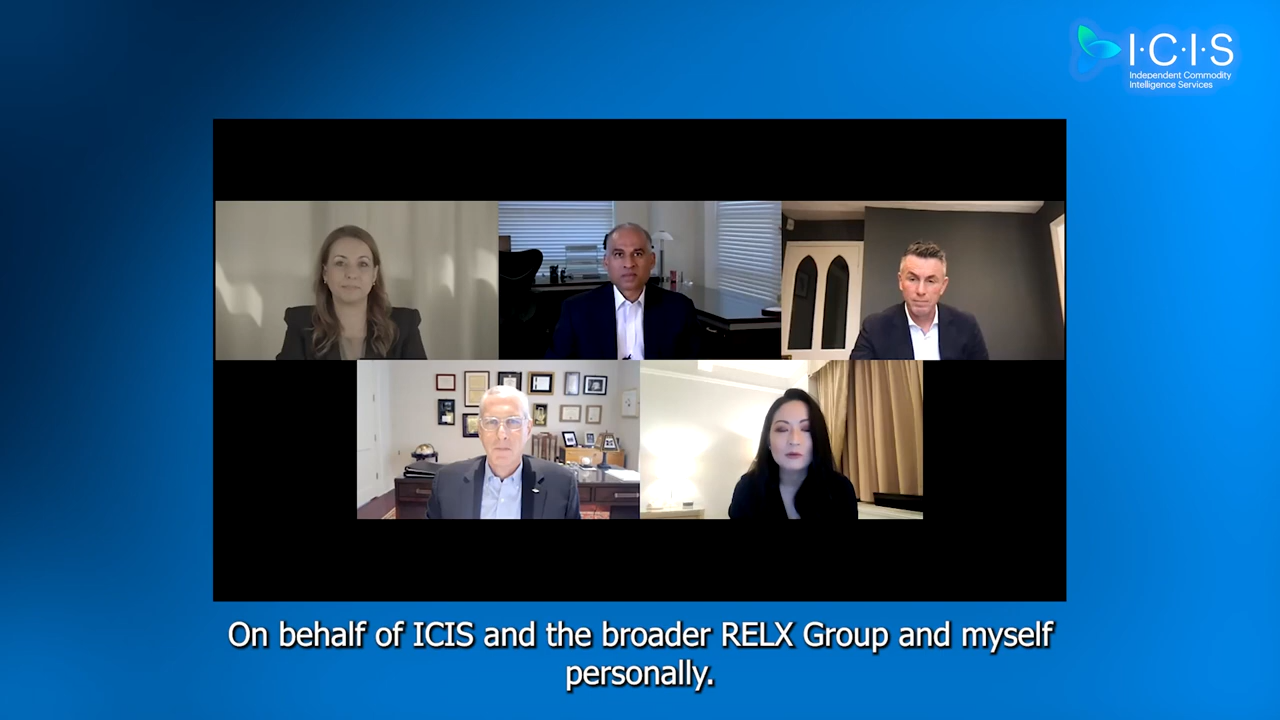 I·C·I·S
Independent Commodity
Intelligence Services
On behalf of ICIS and the broader RELX Group and myself
personally.